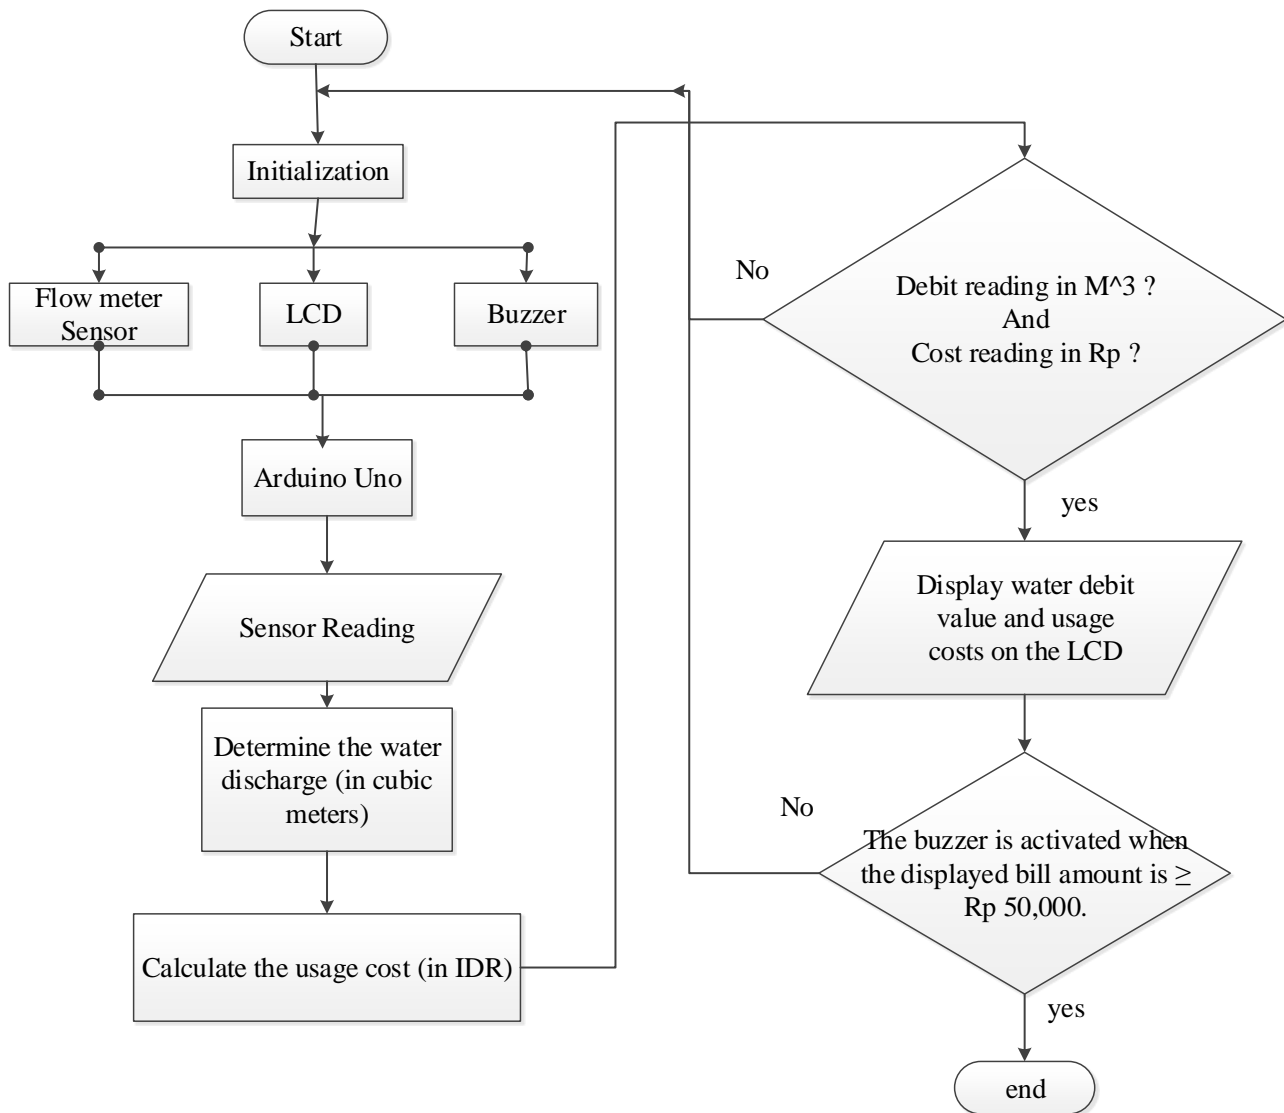 Start
Initialization
Flow meter
Sensor
LCD
Buzzer
Arduino Uno
Sensor Reading
Determine the water
discharge (in cubic
meters)
Calculate the usage cost (in IDR)
No
Debit reading in M^3 ?
And
Cost reading in Rp ?
yes
Display water debit
value and usage
costs on the LCD
No
The buzzer is activated when
the displayed bill amount is ≥
Rp 50,000.
yes
end